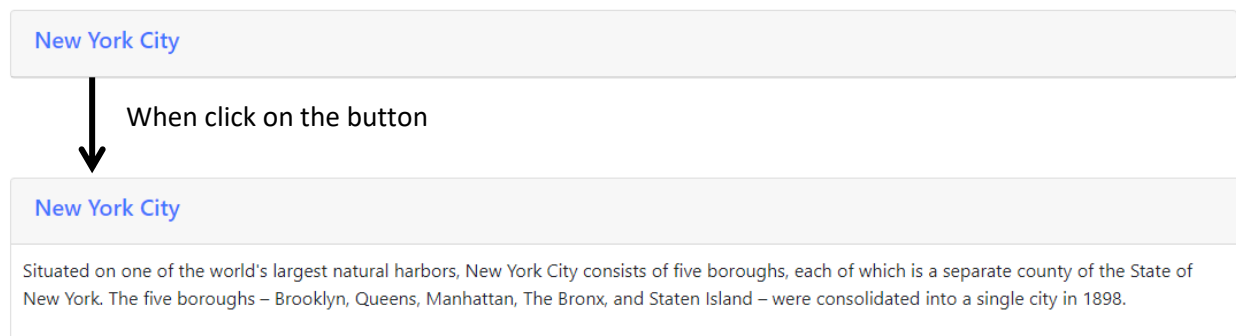 New York City
When click on the button
New York City
Situated on one of the world's largest natural harbors, New York City consists of five boroughs, each of which is a separate county of the State of
New York. The five boroughs – Brooklyn, Queens, Manhattan, The Bronx, and Staten Island – were consolidated into a single city in 1898.